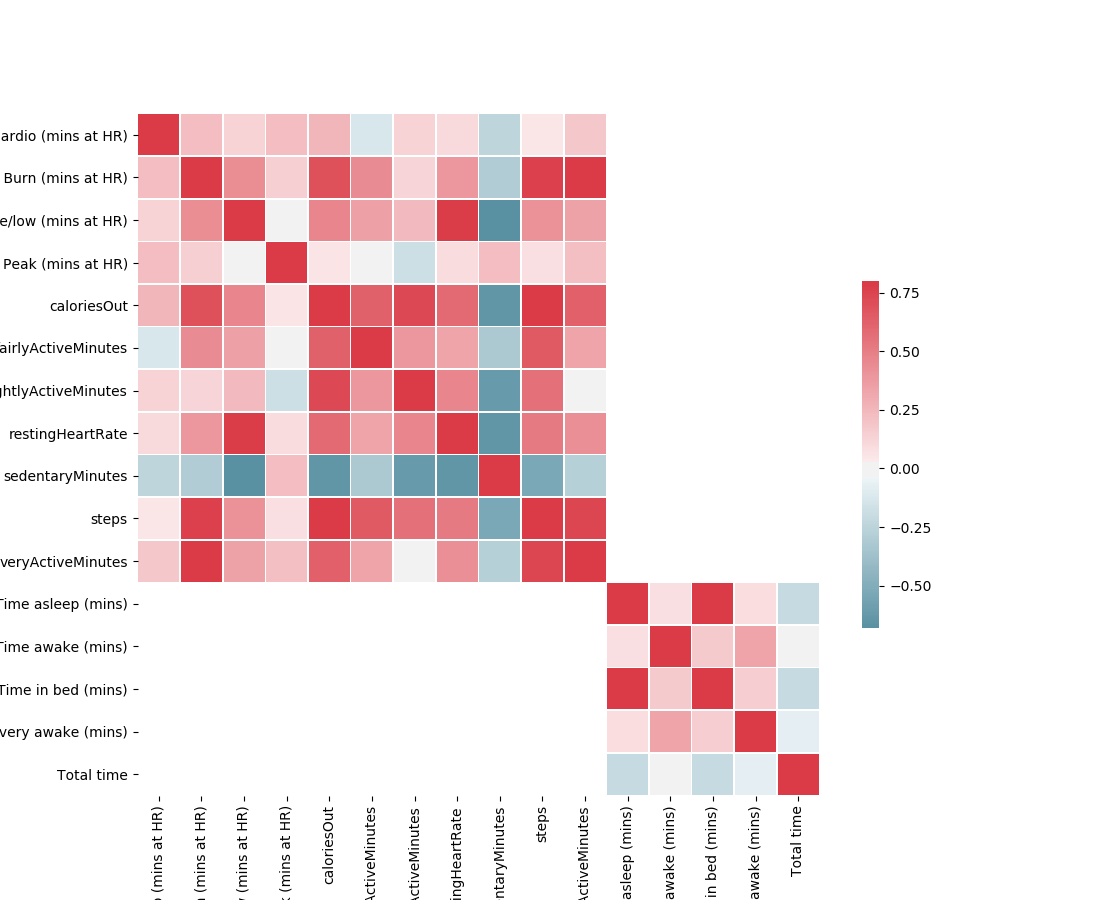 ardio (mins at HR)
Burn (mins at HR)
e/low (mins at HR)
Peak (mins at HR)
caloriesOut
airlyActiveMinutes
ghtlyActiveMinutes
restingHeartRate
sedentaryMinutes
steps
veryActiveMinutes
Time asleep (mins)
Time awake (mins)
Time in bed (mins)
very awake (mins)
Total time
(mins at HR)
(mins at HR)
(mins at HR)
(mins at HR)
caloriesOut
ActiveMinutes
ActiveMinutes
ingHeartRate
entaryMinutes
steps
ActiveMinutes
asleep (mins)
awake (mins)
in bed (mins)
awake (mins)
Total time
0.75
0.50
0.25
0.00
−0.25
−0.50